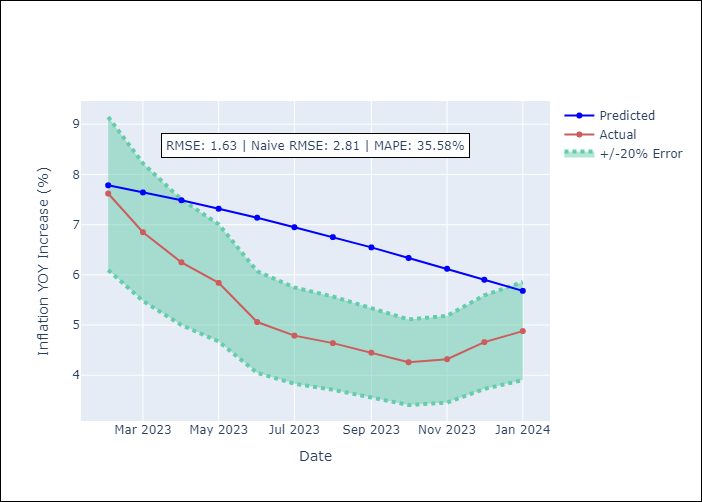 RMSE: 1.63 | Naive RMSE: 2.81 | MAPE: 35.58%
Predicted
Actual
+/-20% Error
Inflation YOY Increase (%)
9
8
7
6
5
4
Mar 2023 May 2023 Jul 2023 Sep 2023 Nov 2023 Jan 2024
Date